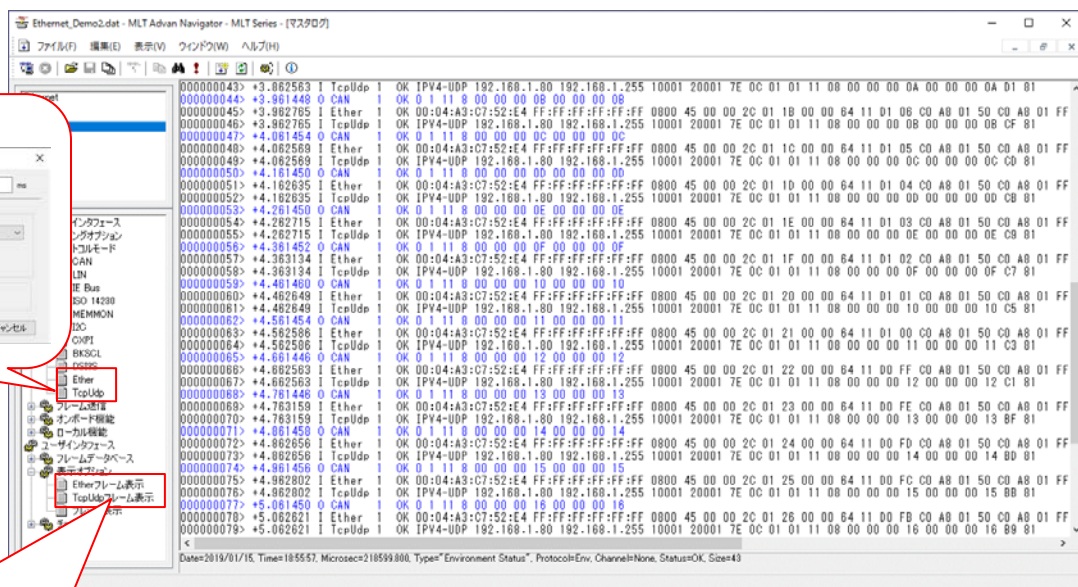 Ethernet_Demo2.dat - MLT Advan Navigator - MLT Series - [マスタログ]
ファイル(F) 編集(E) 表示(V) ウィンドウ(W) ヘルプ(H)
ms
インタフェース
CAN
LIN
IE Bus
ISO 14230
MEMMON
I2C
CXPI
BKSCL
DSI3S
Ether
TcpUdp
フレーム送信
オンボード機能
ローカル機能
ユーザインタフェース
フレームデータベース
表示オプション
Etherフレーム表示
TcpUdpフレーム表示
000000043> +3.862563 I TcpUdp 1 OK IPV4-UDP 192.168.1.80 192.168.1.255 10001 20001 7E 0C 01 01 11 08 00 00 00 0A 00 00 00 0A D1 81
000000044> +3.961448 O CAN 1 OK 0 1 11 8 00 00 00 0B 00 00 00 0B
000000045> +3.962765 I Ether 1 OK 00:04:A3:C7:52:E4 FF:FF:FF:FF:FF:FF 0800 45 00 00 2C 01 1B 00 00 64 11 01 06 C0 A8 01 50 C0 A8 01 FF
000000046> +3.962765 I TcpUdp 1 OK IPV4-UDP 192.168.1.80 192.168.1.255 10001 20001 7E 0C 01 01 11 08 00 00 00 0B 00 00 00 0B CF 81
000000047> +4.061454 O CAN 1 OK 0 1 11 8 00 00 00 0C 00 00 00 0C
000000048> +4.062569 I Ether 1 OK 00:04:A3:C7:52:E4 FF:FF:FF:FF:FF:FF 0800 45 00 00 2C 01 1C 00 00 64 11 01 05 C0 A8 01 50 C0 A8 01 FF
000000049> +4.062569 I TcpUdp 1 OK IPV4-UDP 192.168.1.80 192.168.1.255 10001 20001 7E 0C 01 01 11 08 00 00 00 0C 00 00 00 0C CD 81
000000050> +4.161450 O CAN 1 OK 0 1 11 8 00 00 00 0D 00 00 00 0D
000000051> +4.162635 I Ether 1 OK 00:04:A3:C7:52:E4 FF:FF:FF:FF:FF:FF 0800 45 00 00 2C 01 1D 00 00 64 11 01 04 C0 A8 01 50 C0 A8 01 FF
000000052> +4.162635 I TcpUdp 1 OK IPV4-UDP 192.168.1.80 192.168.1.255 10001 20001 7E 0C 01 01 11 08 00 00 00 0D 00 00 00 0D CB 81
000000053> +4.261450 O CAN 1 OK 0 1 11 8 00 00 00 0E 00 00 00 0E
000000054> +4.262715 I Ether 1 OK 00:04:A3:C7:52:E4 FF:FF:FF:FF:FF:FF 0800 45 00 00 2C 01 1E 00 00 64 11 01 03 C0 A8 01 50 C0 A8 01 FF
000000055> +4.262715 I TcpUdp 1 OK IPV4-UDP 192.168.1.80 192.168.1.255 10001 20001 7E 0C 01 01 11 08 00 00 00 0E 00 00 00 0E C9 81
000000056> +4.361452 O CAN 1 OK 0 1 11 8 00 00 00 0F 00 00 00 0F
000000057> +4.363134 I Ether 1 OK 00:04:A3:C7:52:E4 FF:FF:FF:FF:FF:FF 0800 45 00 00 2C 01 1F 00 00 64 11 01 02 C0 A8 01 50 C0 A8 01 FF
000000058> +4.363134 I TcpUdp 1 OK IPV4-UDP 192.168.1.80 192.168.1.255 10001 20001 7E 0C 01 01 11 08 00 00 00 0F 00 00 00 0F C7 81
000000059> +4.461460 O CAN 1 OK 0 1 11 8 00 00 00 10 00 00 00 10
000000060> +4.462649 I Ether 1 OK 00:04:A3:C7:52:E4 FF:FF:FF:FF:FF:FF 0800 45 00 00 2C 01 20 00 00 64 11 01 01 C0 A8 01 50 C0 A8 01 FF
000000061> +4.462649 I TcpUdp 1 OK IPV4-UDP 192.168.1.80 192.168.1.255 10001 20001 7E 0C 01 01 11 08 00 00 00 10 00 00 00 10 C5 81
000000062> +4.561454 O CAN 1 OK 0 1 11 8 00 00 00 11 00 00 00 11
000000063> +4.562586 I Ether 1 OK 00:04:A3:C7:52:E4 FF:FF:FF:FF:FF:FF 0800 45 00 00 2C 01 21 00 00 64 11 01 00 C0 A8 01 50 C0 A8 01 FF
000000064> +4.562586 I TcpUdp 1 OK IPV4-UDP 192.168.1.80 192.168.1.255 10001 20001 7E 0C 01 01 11 08 00 00 00 11 00 00 00 11 C3 81
000000065> +4.661446 O CAN 1 OK 0 1 11 8 00 00 00 12 00 00 00 12
000000066> +4.662563 I Ether 1 OK 00:04:A3:C7:52:E4 FF:FF:FF:FF:FF:FF 0800 45 00 00 2C 01 22 00 00 64 11 00 FF C0 A8 01 50 C0 A8 01 FF
000000067> +4.662563 I TcpUdp 1 OK IPV4-UDP 192.168.1.80 192.168.1.255 10001 20001 7E 0C 01 01 11 08 00 00 00 12 00 00 00 12 C1 81
000000068> +4.761446 O CAN 1 OK 0 1 11 8 00 00 00 13 00 00 00 13
000000069> +4.763159 I Ether 1 OK 00:04:A3:C7:52:E4 FF:FF:FF:FF:FF:FF 0800 45 00 00 2C 01 23 00 00 64 11 00 FE C0 A8 01 50 C0 A8 01 FF
000000070> +4.763159 I TcpUdp 1 OK IPV4-UDP 192.168.1.80 192.168.1.255 10001 20001 7E 0C 01 01 11 08 00 00 00 13 00 00 00 13 BF 81
000000071> +4.861458 O CAN 1 OK 0 1 11 8 00 00 00 14 00 00 00 14
000000072> +4.862656 I Ether 1 OK 00:04:A3:C7:52:E4 FF:FF:FF:FF:FF:FF 0800 45 00 00 2C 01 24 00 00 64 11 00 FD C0 A8 01 50 C0 A8 01 FF
000000073> +4.862656 I TcpUdp 1 OK IPV4-UDP 192.168.1.80 192.168.1.255 10001 20001 7E 0C 01 01 11 08 00 00 00 14 00 00 00 14 BD 81
000000074> +4.961456 O CAN 1 OK 0 1 11 8 00 00 00 15 00 00 00 15
000000075> +4.962802 I Ether 1 OK 00:04:A3:C7:52:E4 FF:FF:FF:FF:FF:FF 0800 45 00 00 2C 01 25 00 00 64 11 00 FC C0 A8 01 50 C0 A8 01 FF
000000076> +4.962802 I TcpUdp 1 OK IPV4-UDP 192.168.1.80 192.168.1.255 10001 20001 7E 0C 01 01 11 08 00 00 00 15 00 00 00 15 BB 81
000000077> +5.061450 O CAN 1 OK 0 1 11 8 00 00 00 16 00 00 00 16
000000078> +5.062621 I Ether 1 OK 00:04:A3:C7:52:E4 FF:FF:FF:FF:FF:FF 0800 45 00 00 2C 01 26 00 00 64 11 00 FB C0 A8 01 50 C0 A8 01 FF
000000079> +5.062621 I TcpUdp 1 OK IPV4-UDP 192.168.1.80 192.168.1.255 10001 20001 7E 0C 01 01 11 08 00 00 00 16 00 00 00 16 B9 81
Date=2019/01/15, Time=18:55:57, Microsec=218599.800, Type="Environment Status", Protocol=Env, Channel=None, Status=OK, Size=43